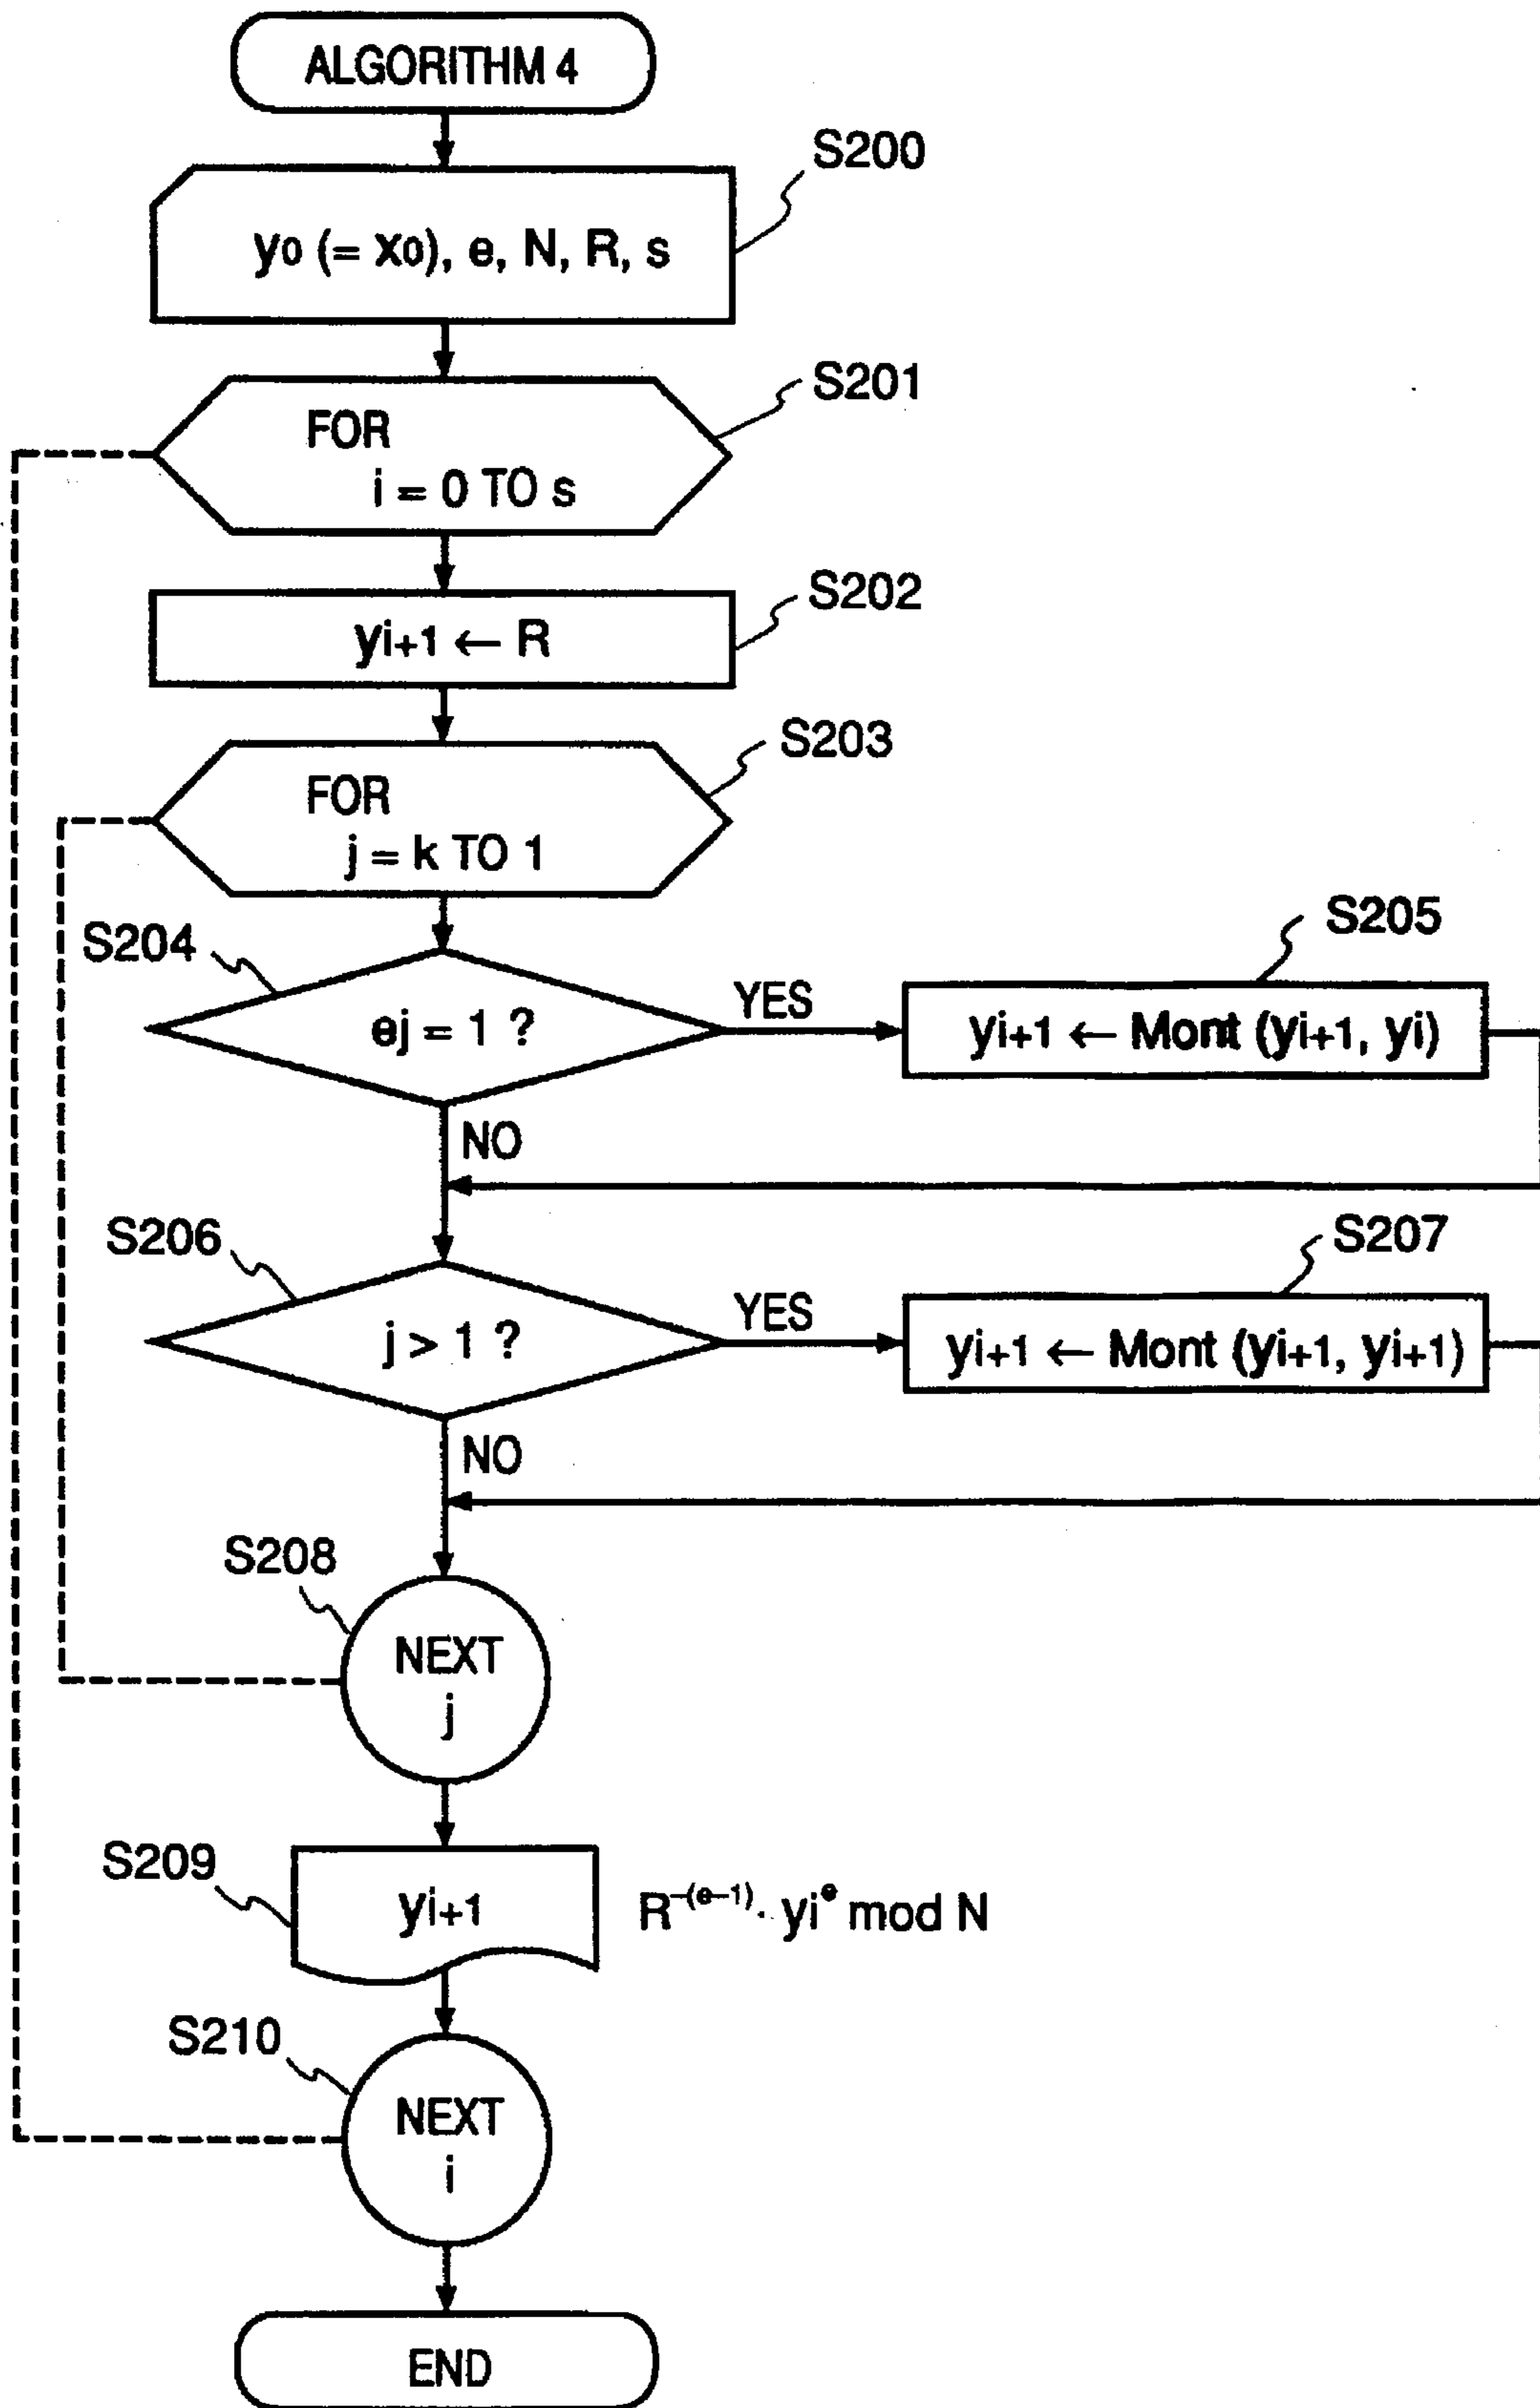 ALGORITHM 4
S200
y0 (= x0), e, N, R, s
S201
FOR
i = 0 TO s
S202
yi+1 ← R
S203
FOR
j = k TO 1
S204
ej = 1 ?
YES
S205
yi+1 ← Mont (yi+1, yi)
NO
S206
j > 1 ?
YES
S207
yi+1 ← Mont (yi+1, yi+1)
NO
S208
NEXT
j
S209
yi+1
R^-(e-1) · yi^e mod N
S210
NEXT
i
END